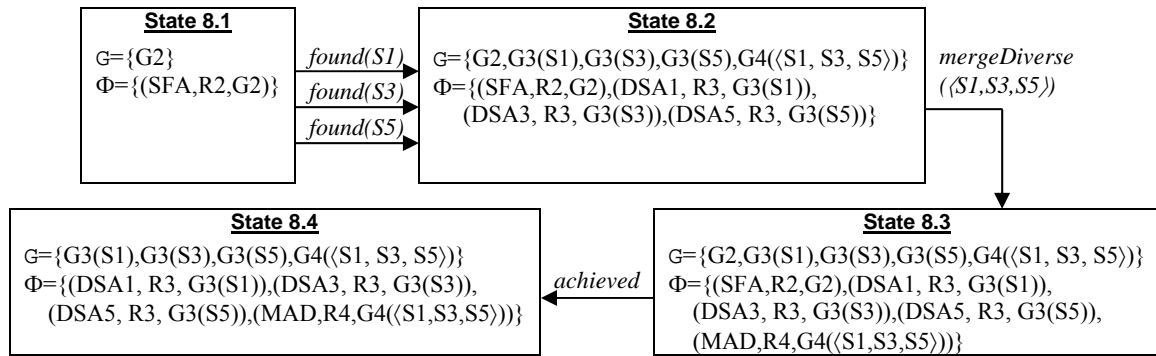 State 8.1
G={G2}
Φ={(SFA,R2,G2)}
found(S1)
found(S3)
found(S5)
State 8.2
G={G2,G3(S1),G3(S3),G3(S5),G4(⟨S1, S3, S5⟩)}
Φ={(SFA,R2,G2),(DSA1, R3, G3(S1)),
(DSA3, R3, G3(S3)),(DSA5, R3, G3(S5))}
mergeDiverse
(⟨S1,S3,S5⟩)
State 8.3
G={G2,G3(S1),G3(S3),G3(S5),G4(⟨S1, S3, S5⟩)}
Φ={(SFA,R2,G2),(DSA1, R3, G3(S1)),
(DSA3, R3, G3(S3)),(DSA5, R3, G3(S5)),
(MAD,R4,G4(⟨S1,S3,S5⟩))}
achieved
State 8.4
G={G3(S1),G3(S3),G3(S5),G4(⟨S1, S3, S5⟩)}
Φ={(DSA1, R3, G3(S1)),(DSA3, R3, G3(S3)),
(DSA5, R3, G3(S5)),(MAD,R4,G4(⟨S1,S3,S5⟩))}